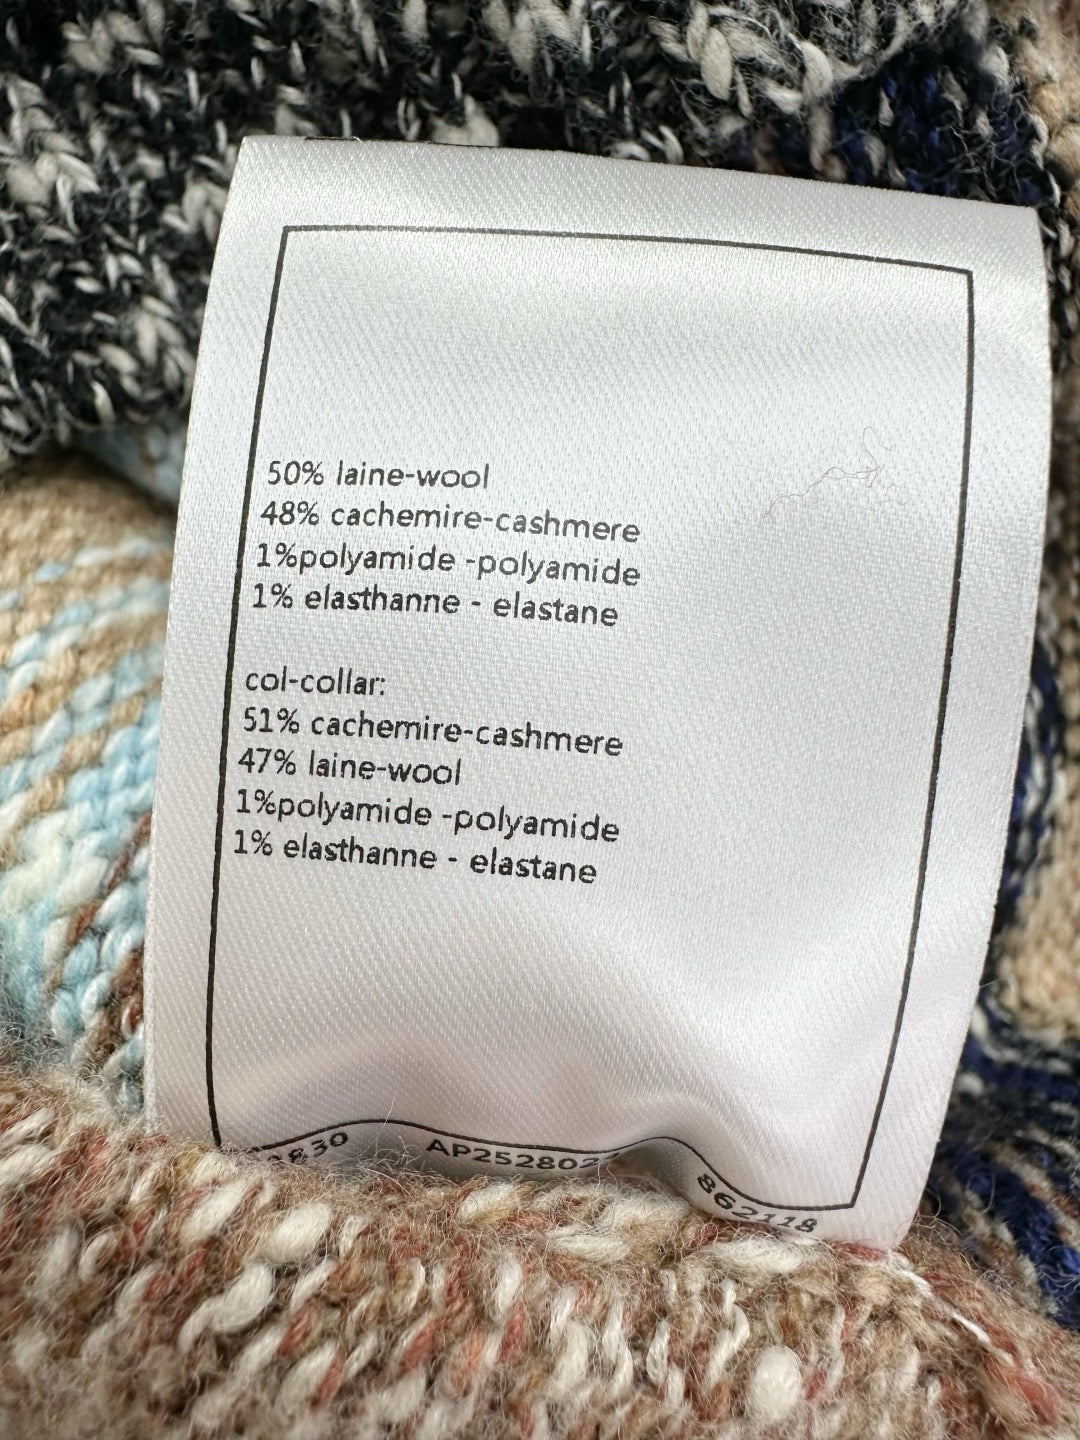 50% laine-wool
48% cachemire-cashmere
1%polyamide -polyamide
1% elasthanne - elastane
col-collar:
51% cachemire-cashmere
47% laine-wool
1%polyamide -polyamide
1% elasthanne - elastane
862118